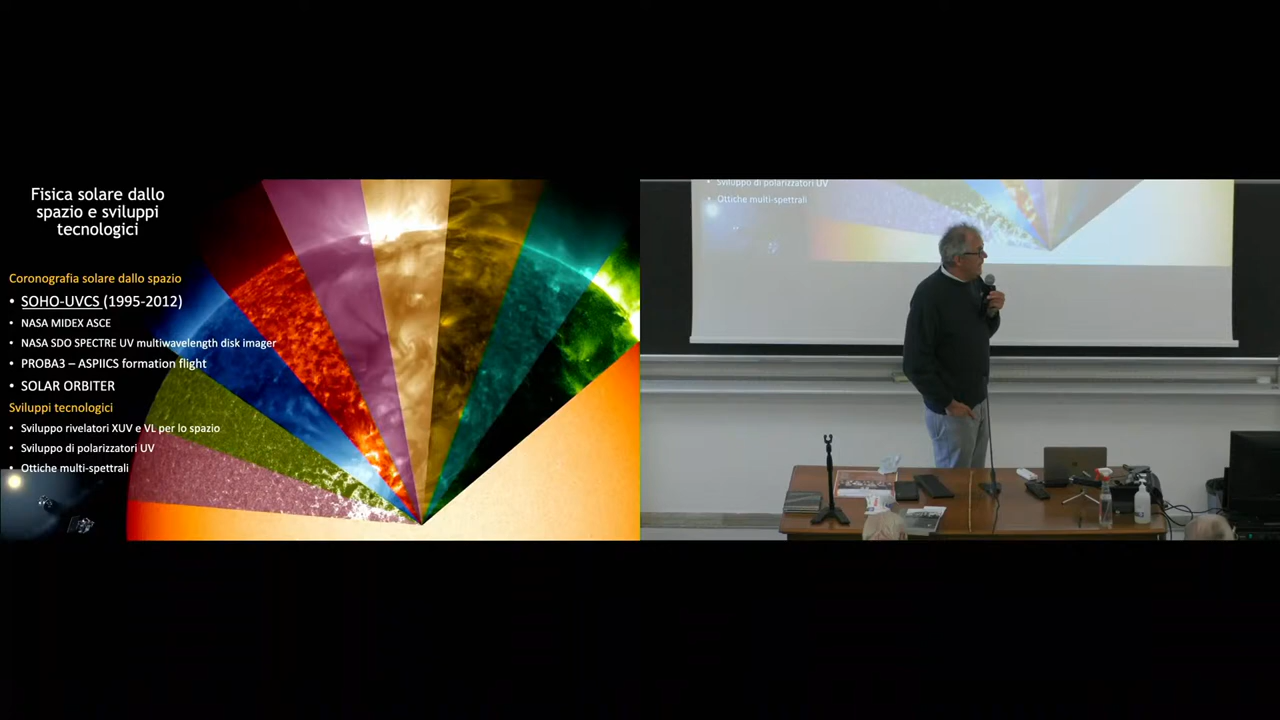 Fisica solare dallo
spazio e sviluppi
tecnologici
Coronografia solare dallo spazio
• SOHO-UVCS (1995-2012)
• NASA MIDEX ASCE
• NASA SDO SPECTRE UV multiwavelength disk imager
• PROBA3 – ASPIICS formation flight
• SOLAR ORBITER
Sviluppi tecnologici
• Sviluppo rivelatori XUV e VL per lo spazio
• Sviluppo di polarizzatori UV
• Ottiche multi-spettrali
• Sviluppo di polarizzatori UV
• Ottiche multi-spettrali